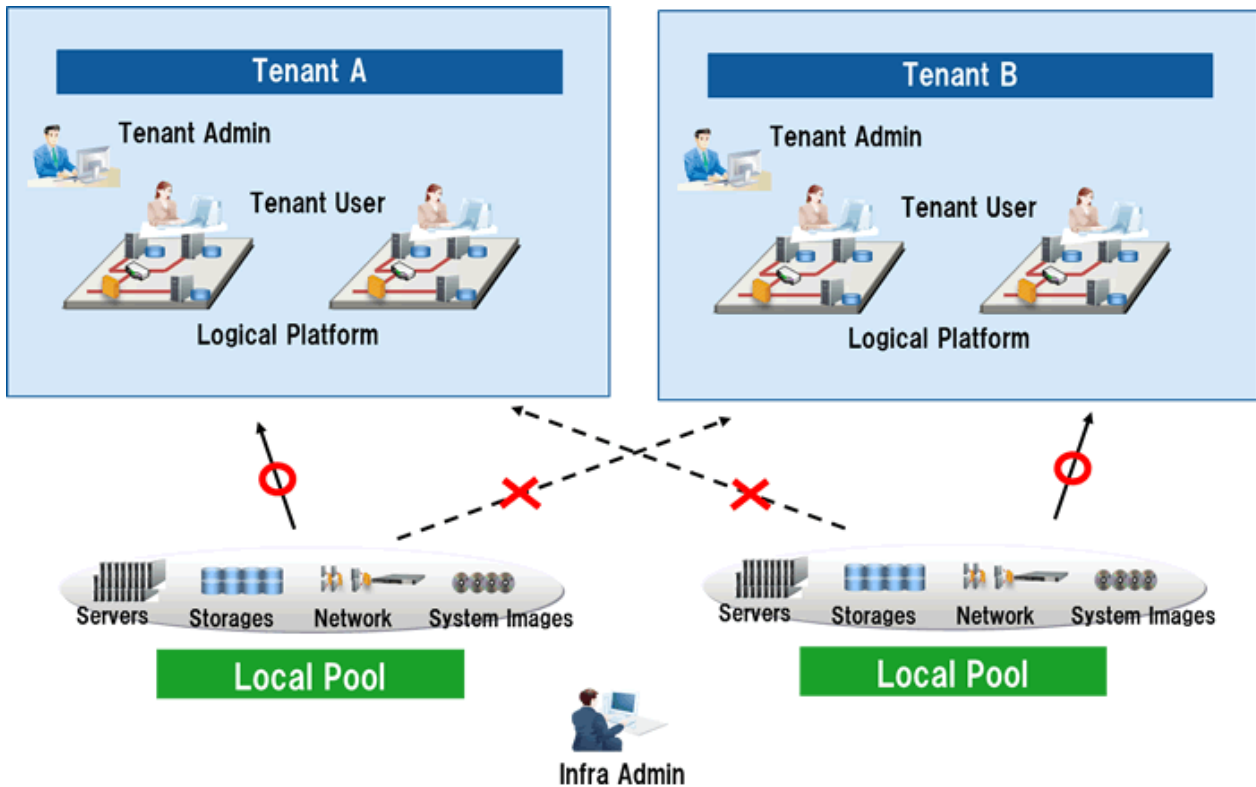 Tenant A
Tenant Admin
Tenant User
Logical Platform
Tenant B
Tenant Admin
Tenant User
Logical Platform
Servers
Storages
Network
System Images
Local Pool
Servers
Storages
Network
System Images
Local Pool
Infra Admin